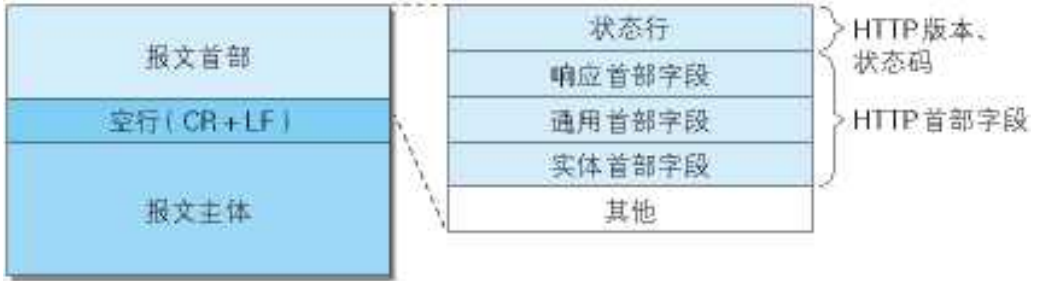 报文首部
空行（CR+LF）
报文主体
状态行
响应首部字段
通用首部字段
实体首部字段
其他
HTTP版本、
状态码
HTTP首部字段